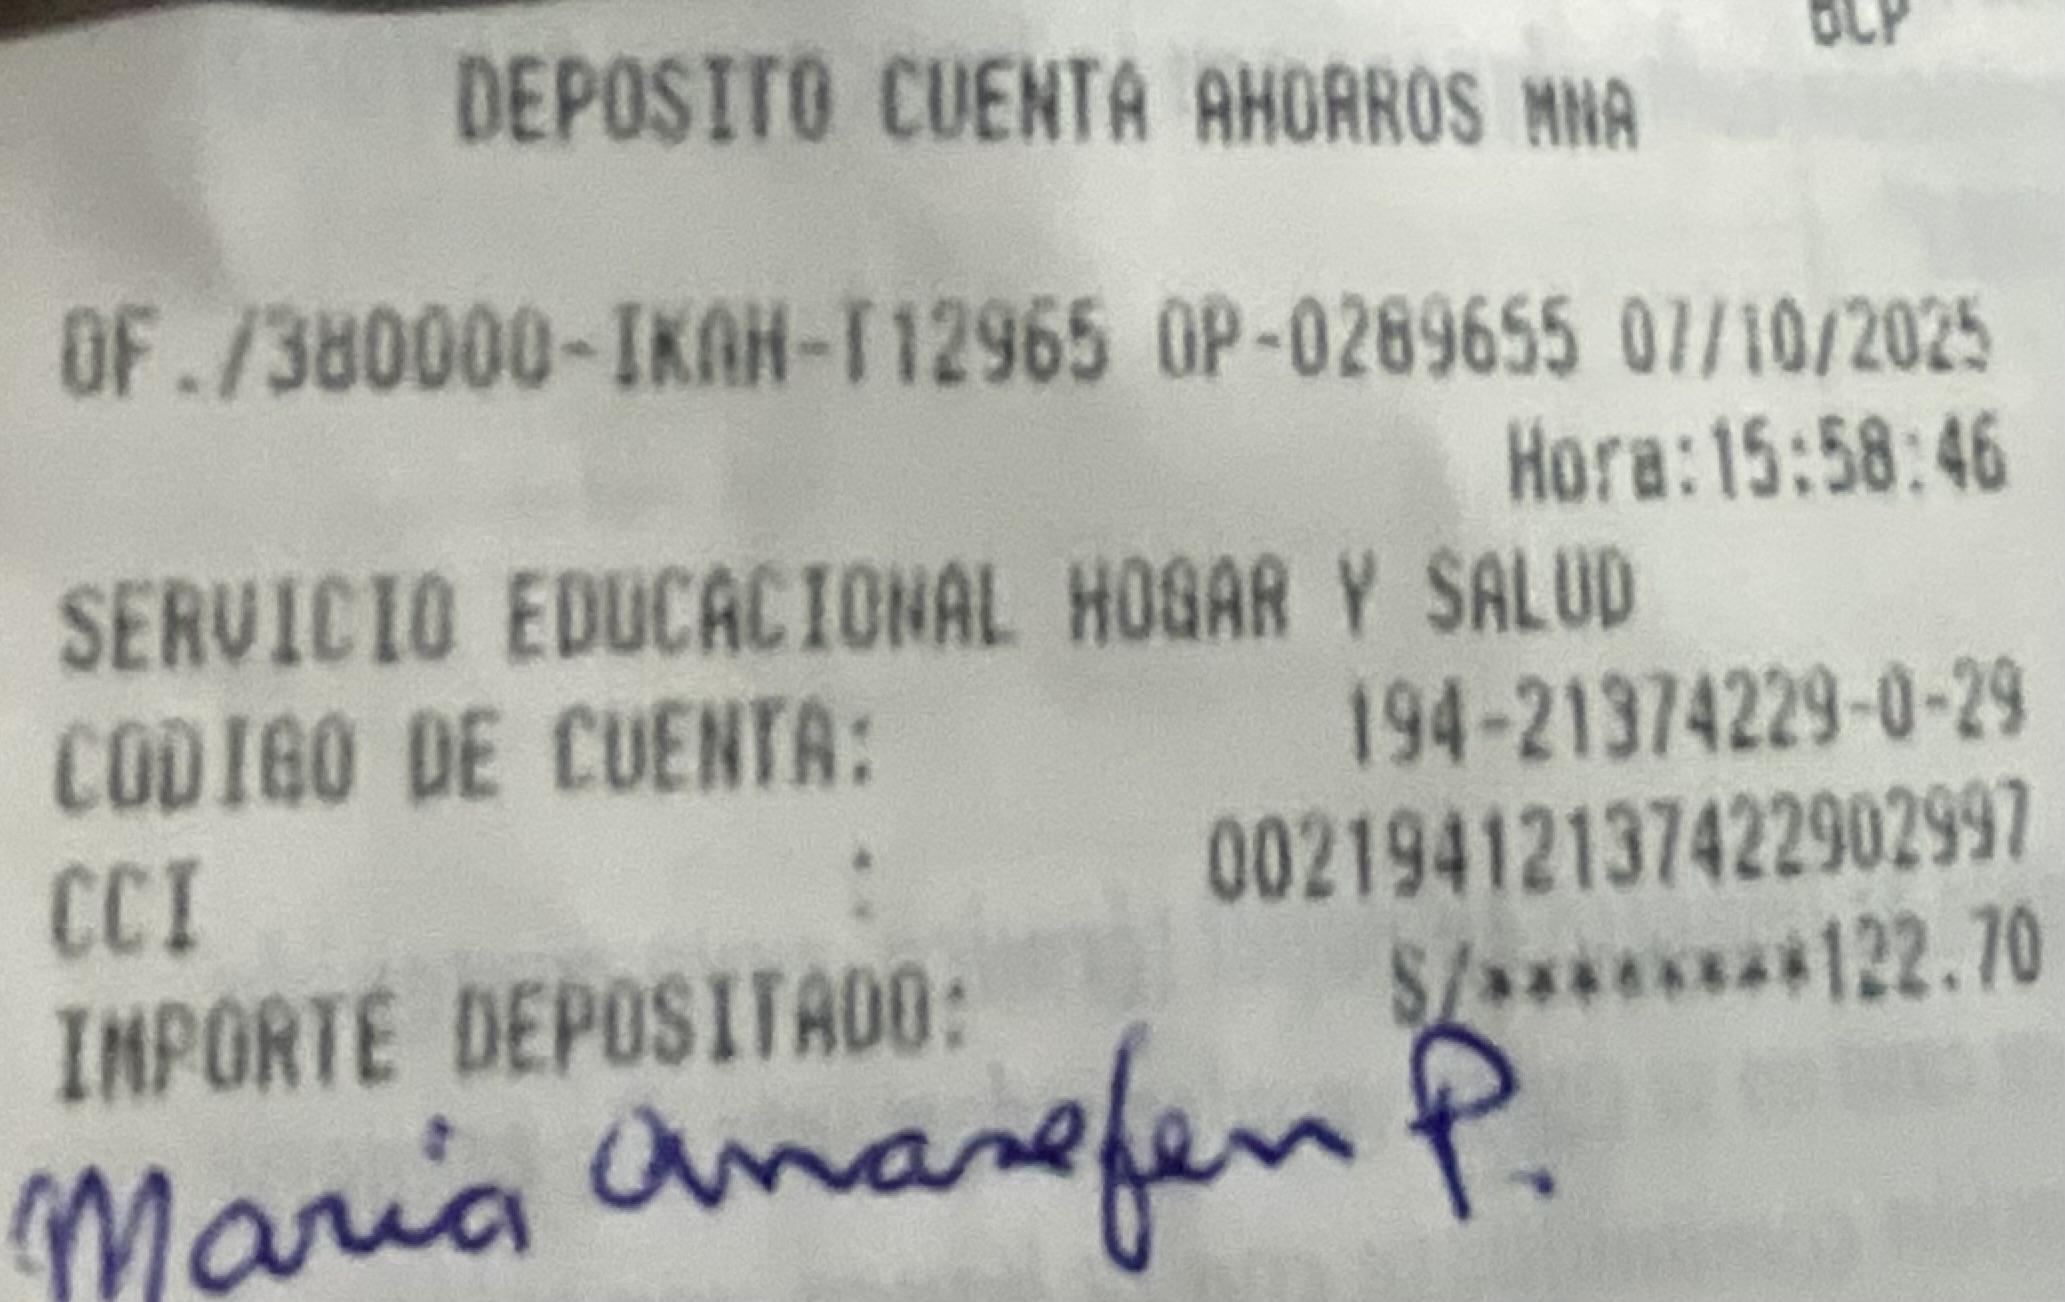 BCP
DEPOSITO CUENTA AHORROS MNA
OF./380000-IKAH-T12965 OP-0289655 07/10/2025
Hora:15:58:46
SERVICIO EDUCACIONAL HOGAR Y SALUD
CODIGO DE CUENTA: 194-21374229-0-29
CCI : 00219412137422902997
IMPORTE DEPOSITADO: S/*********122.70
Maria P.